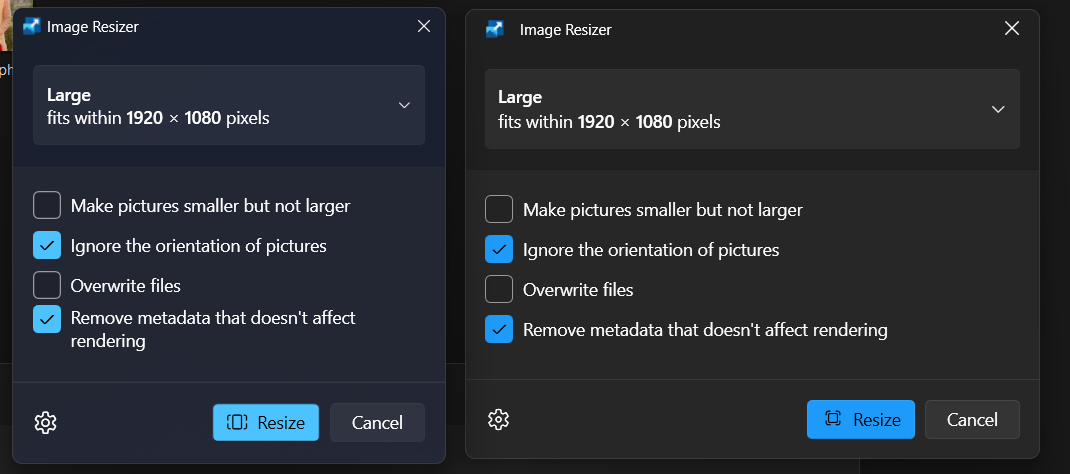 ph
Image Resizer
Large
fits within 1920 × 1080 pixels
Make pictures smaller but not larger
Ignore the orientation of pictures
Overwrite files
Remove metadata that doesn't affect
rendering
Resize
Cancel
Image Resizer
Large
fits within 1920 × 1080 pixels
Make pictures smaller but not larger
Ignore the orientation of pictures
Overwrite files
Remove metadata that doesn't affect rendering
Resize
Cancel